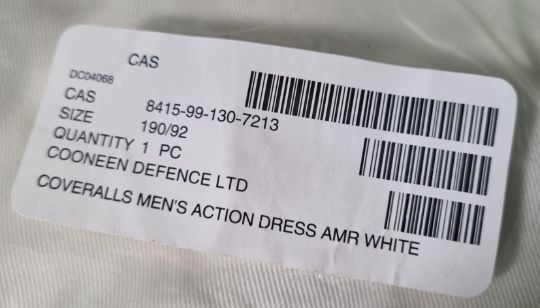 CAS
DC04068
CAS 8415-99-130-7213
SIZE 190/92
QUANTITY 1 PC
COONEEN DEFENCE LTD
COVERALLS MEN'S ACTION DRESS AMR WHITE